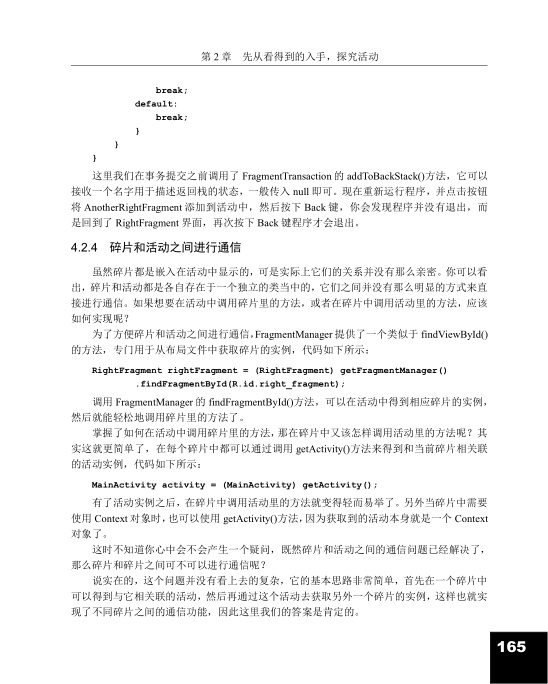 第 2 章　先从看得到的入手，探究活动
break;
default:
break;
}
}
}
这里我们在事务提交之前调用了 FragmentTransaction 的 addToBackStack()方法，它可以
接收一个名字用于描述返回栈的状态，一般传入 null 即可。现在重新运行程序，并点击按钮
将 AnotherRightFragment 添加到活动中，然后按下 Back 键，你会发现程序并没有退出，而
是回到了 RightFragment 界面，再次按下 Back 键程序才会退出。
4.2.4　碎片和活动之间进行通信
虽然碎片都是嵌入在活动中显示的，可是实际上它们的关系并没有那么亲密。你可以看
出，碎片和活动都是各自存在于一个独立的类当中的，它们之间并没有那么明显的方式来直
接进行通信。如果想要在活动中调用碎片里的方法，或者在碎片中调用活动里的方法，应该
如何实现呢？
为了方便碎片和活动之间进行通信，FragmentManager 提供了一个类似于 findViewById()
的方法，专门用于从布局文件中获取碎片的实例，代码如下所示：
RightFragment rightFragment = (RightFragment) getFragmentManager()
.findFragmentById(R.id.right_fragment);
调用 FragmentManager 的 findFragmentById()方法，可以在活动中得到相应碎片的实例，
然后就能轻松地调用碎片里的方法了。
掌握了如何在活动中调用碎片里的方法，那在碎片中又该怎样调用活动里的方法呢？其
实这就更简单了，在每个碎片中都可以通过调用 getActivity()方法来得到和当前碎片相关联
的活动实例，代码如下所示：
MainActivity activity = (MainActivity) getActivity();
有了活动实例之后，在碎片中调用活动里的方法就变得轻而易举了。另外当碎片中需要
使用 Context 对象时，也可以使用 getActivity()方法，因为获取到的活动本身就是一个 Context
对象了。
这时不知道你心中会不会产生一个疑问，既然碎片和活动之间的通信问题已经解决了，
那么碎片和碎片之间可不可以进行通信呢？
说实在的，这个问题并没有看上去的复杂，它的基本思路非常简单，首先在一个碎片中
可以得到与它相关联的活动，然后再通过这个活动去获取另外一个碎片的实例，这样也就实
现了不同碎片之间的通信功能，因此这里我们的答案是肯定的。
165